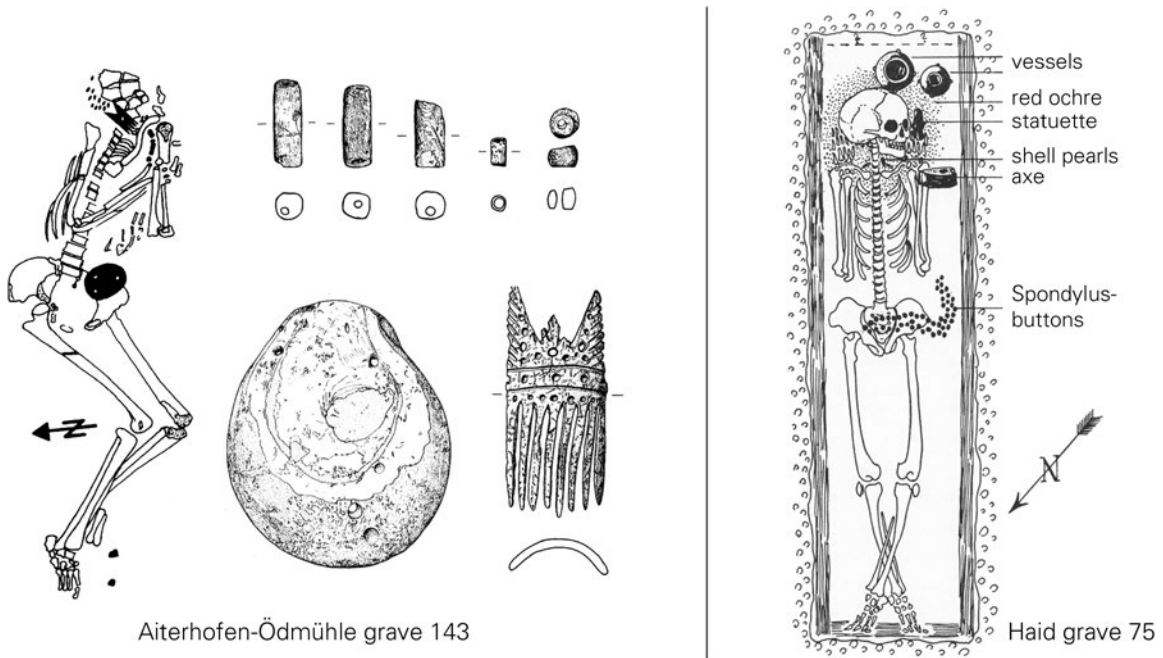 vessels
red ochre
statuette
shell pearls
axe
Spondylus-
buttons
N
N
Aiterhofen-Ödmühle grave 143
Haid grave 75